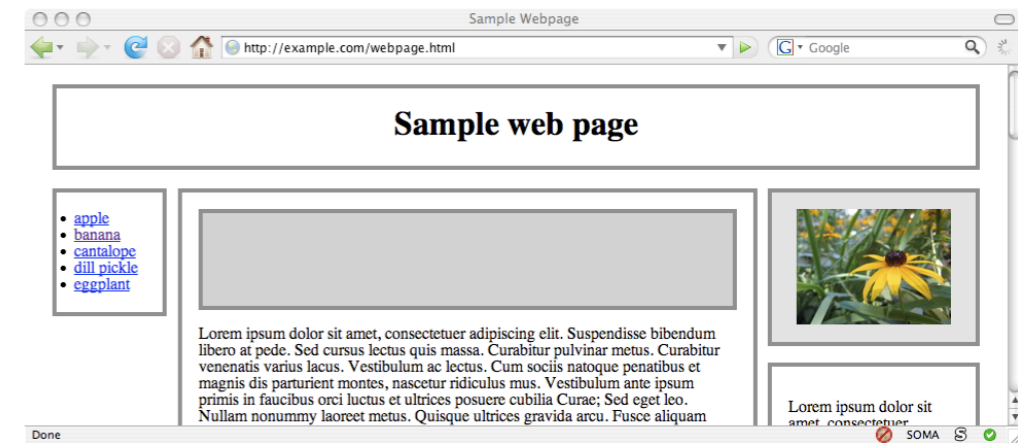 Sample Webpage
http://example.com/webpage.html
G Google
Sample web page
apple
banana
cantalope
dill pickle
eggplant
Lorem ipsum dolor sit amet, consectetuer adipiscing elit. Suspendisse bibendum
libero at pede. Sed cursus lectus quis massa. Curabitur pulvinar metus. Curabitur
venenatis varius lacus. Vestibulum ac lectus. Cum sociis natoque penatibus et
magnis dis parturient montes, nascetur ridiculus mus. Vestibulum ante ipsum
primis in faucibus orci luctus et ultrices posuere cubilia Curae; Sed eget leo.
Nullam nonummy laoreet metus. Quisque ultrices gravida arcu. Fusce aliquam
Lorem ipsum dolor sit
amet, consectetuer
Done
SOMA S